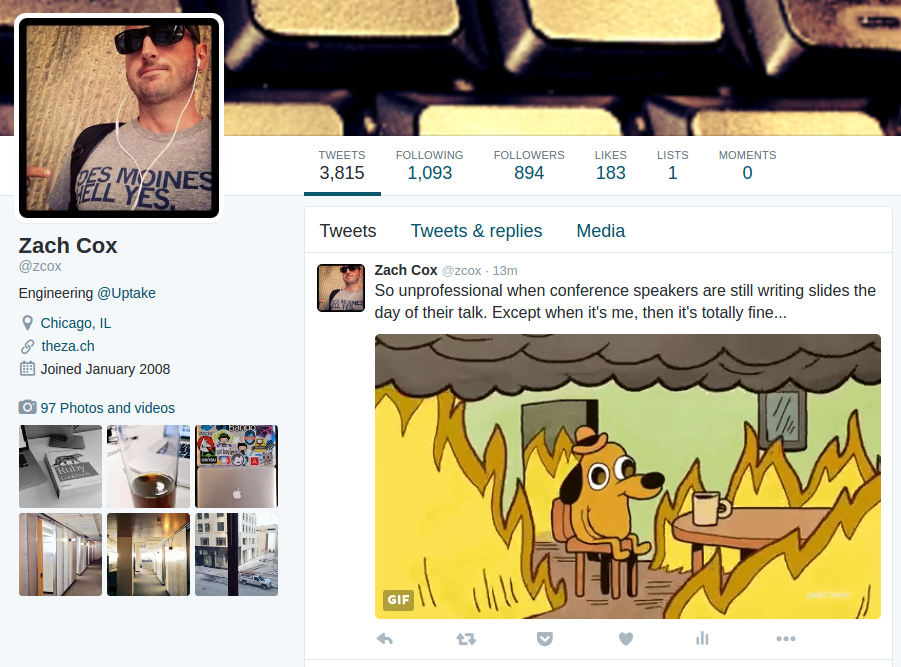 DES MOINES
HELL YES.
TWEETS
3,815
FOLLOWING
1,093
FOLLOWERS
894
LIKES
183
LISTS
1
MOMENTS
0
Zach Cox
@zcox
Engineering @Uptake
Chicago, IL
theza.ch
Joined January 2008
97 Photos and videos
Ruby
Tweets
Tweets & replies
Media
Zach Cox @zcox · 13m
So unprofessional when conference speakers are still writing slides the
day of their talk. Except when it's me, then it's totally fine...
GIF